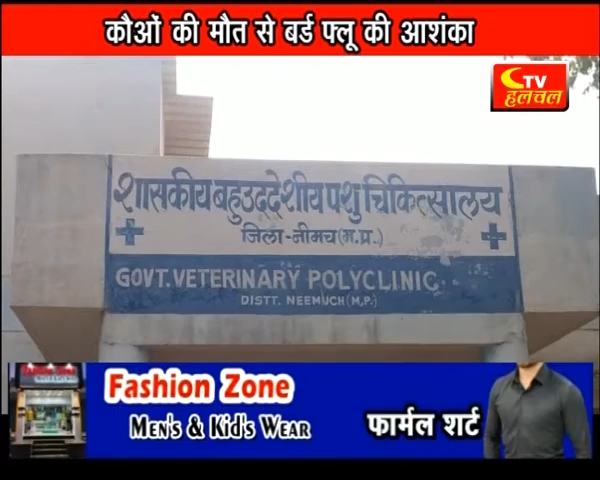 कौओं की मौत से बर्ड फ्लू की आशंका
CTV
हलचल
शासकीय बहुउद्देशीय पशु चिकित्सालय
जिला-नीमच (म.प्र.)
GOVT. VETERINARY POLYCLINIC
DISTT. NEEMUCH (M.P.)
Fashion Zone
MEN'S & KID'S WEAR
फार्मल शर्ट